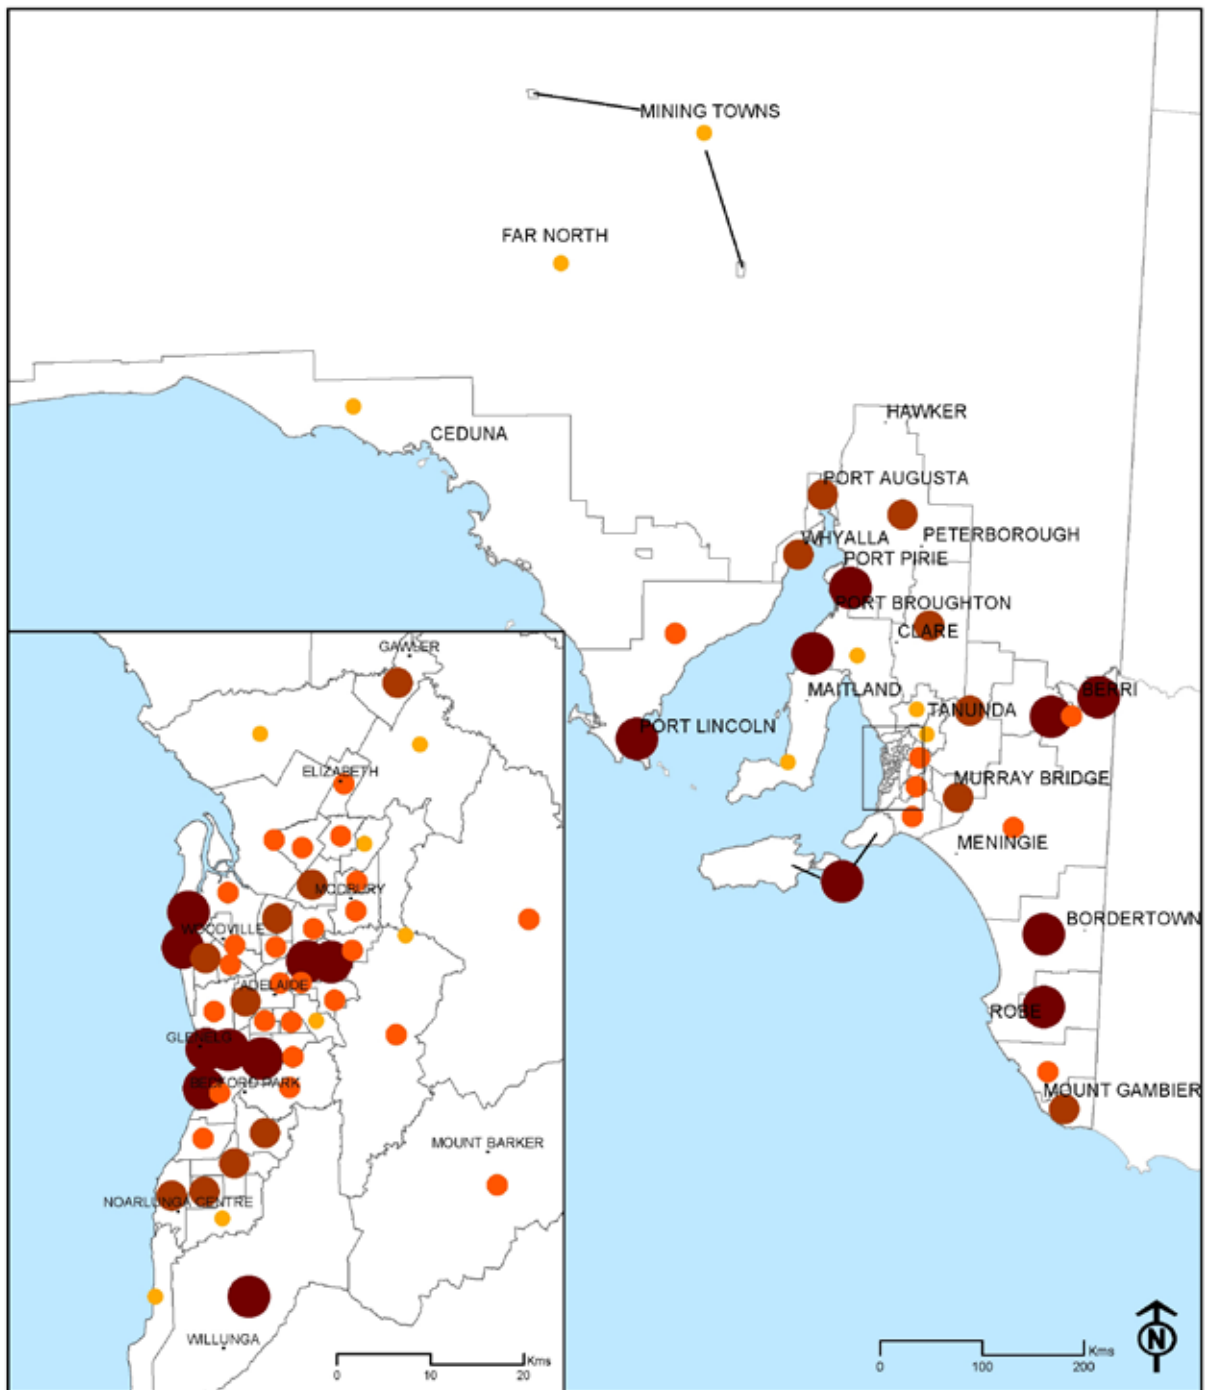 MINING TOWNS
FAR NORTH
HAWKER
CEDUNA
PORT AUGUSTA
PETERBOROUGH
WHYALLA
PORT PIRIE
PORT BROUGHTON
CLARE
MAITLAND
BERRI
TANUNDA
PORT LINCOLN
MURRAY BRIDGE
MENINGIE
BORDERTOWN
ROBE
MOUNT GAMBIER
GAWLER
ELIZABETH
MODBURY
WOODVILLE
ADELAIDE
GLENELG
BEDFORD PARK
MOUNT BARKER
NOARLUNGA CENTRE
WILLUNGA
Kms
0 10 20
Kms
0 100 200
N